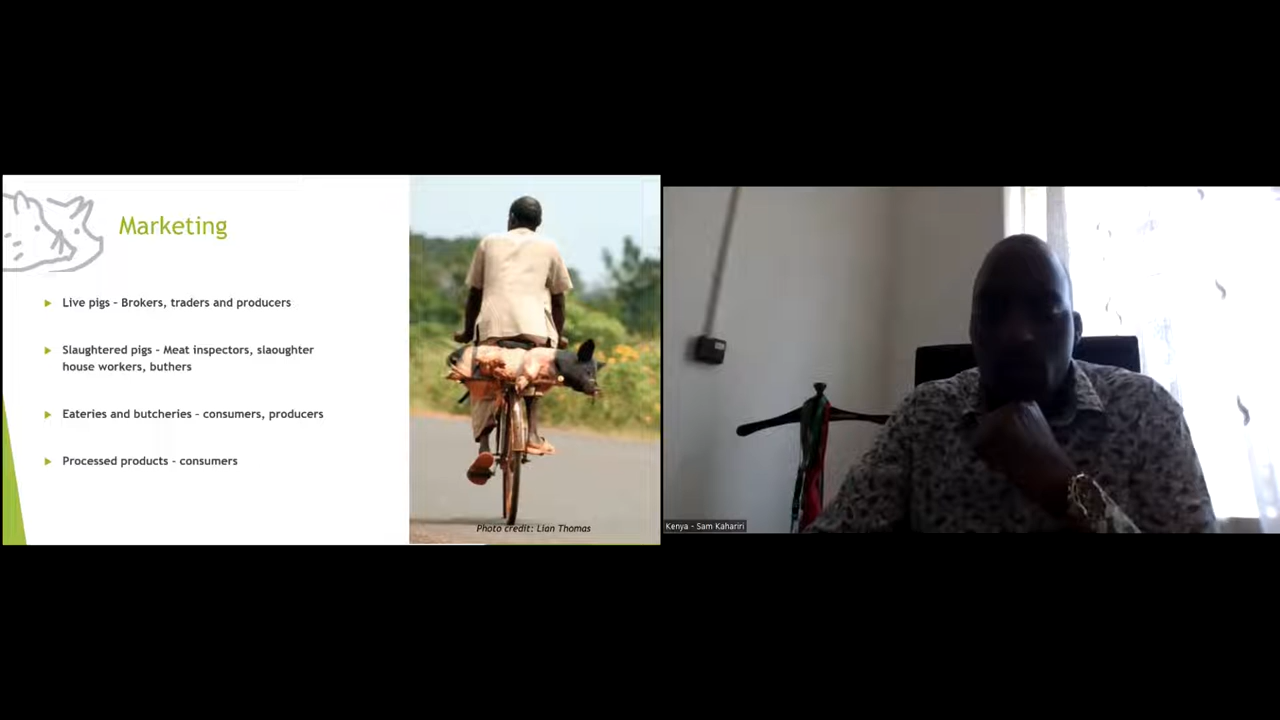 Marketing
Live pigs - Brokers, traders and producers
Slaughtered pigs - Meat inspectors, slaoughter
house workers, buthers
Eateries and butcheries - consumers, producers
Processed products - consumers
Photo credit: Lian Thomas
Kenya - Sam Kahariri